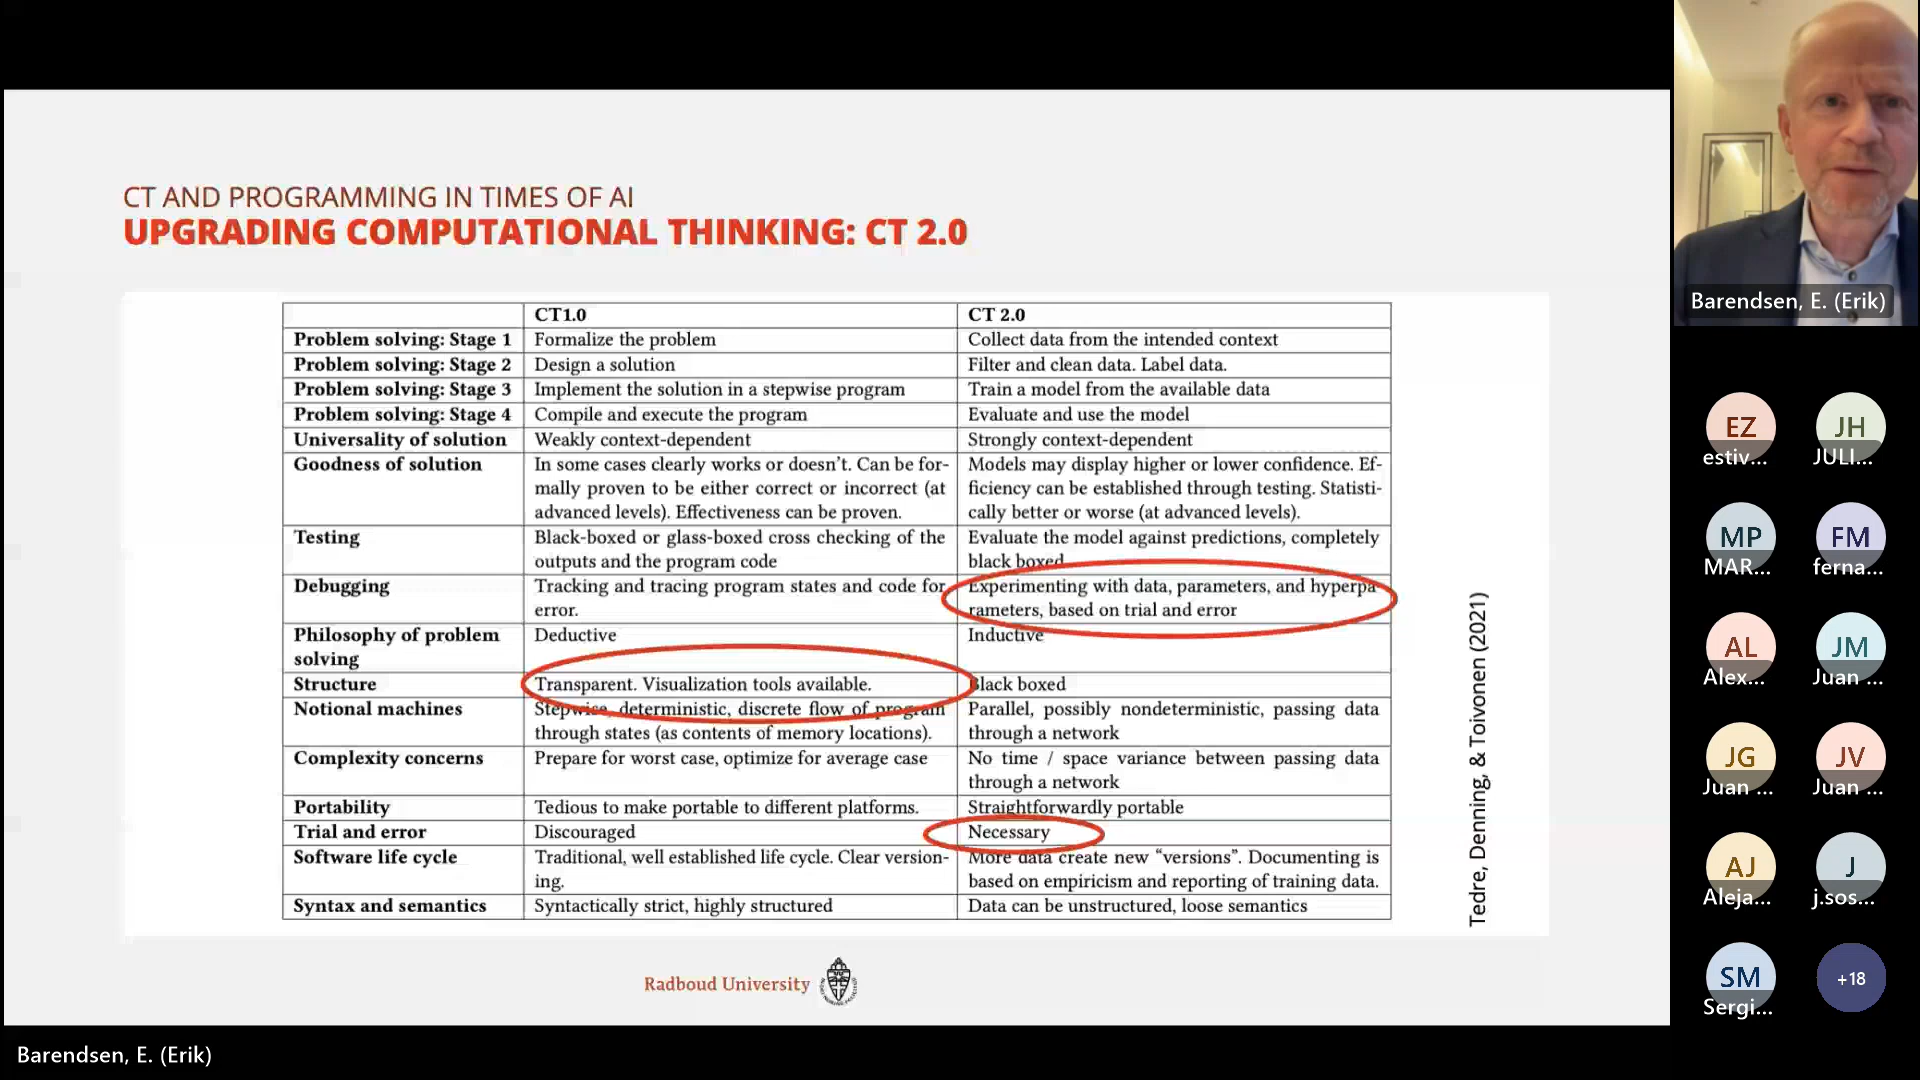 CT AND PROGRAMMING IN TIMES OF AI
UPGRADING COMPUTATIONAL THINKING: CT 2.0
CT1.0 CT 2.0
Problem solving: Stage 1 Formalize the problem Collect data from the intended context
Problem solving: Stage 2 Design a solution Filter and clean data. Label data.
Problem solving: Stage 3 Implement the solution in a stepwise program Train a model from the available data
Problem solving: Stage 4 Compile and execute the program Evaluate and use the model
Universality of solution Weakly context-dependent Strongly context-dependent
Goodness of solution In some cases clearly works or doesn't. Can be for- Models may display higher or lower confidence. Ef-
mally proven to be either correct or incorrect (at ficiency can be established through testing. Statisti-
advanced levels). Effectiveness can be proven. cally better or worse (at advanced levels).
Testing Black-boxed or glass-boxed cross checking of the Evaluate the model against predictions, completely
outputs and the program code black boxed
Debugging Tracking and tracing program states and code for Experimenting with data, parameters, and hyperpa
error. rameters, based on trial and error
Philosophy of problem Deductive Inductive
solving
Structure Transparent. Visualization tools available. Black boxed
Notional machines Stepwise, deterministic, discrete flow of program Parallel, possibly nondeterministic, passing data
through states (as contents of memory locations). through a network
Complexity concerns Prepare for worst case, optimize for average case No time / space variance between passing data
through a network
Portability Tedious to make portable to different platforms. Straightforwardly portable
Trial and error Discouraged Necessary
Software life cycle Traditional, well established life cycle. Clear version- More data create new “versions”. Documenting is
ing. based on empiricism and reporting of training data.
Syntax and semantics Syntactically strict, highly structured Data can be unstructured, loose semantics
Tedre, Denning, & Toivonen (2021)
Radboud University
Barendsen, E. (Erik)
Barendsen, E. (Erik)
EZ JH
estiv... JULI...
MP FM
MAR... ferna...
AL JM
Alex... Juan ...
JG JV
Juan ... Juan ...
AJ J
Aleja... j.sos...
SM +18
Sergi...